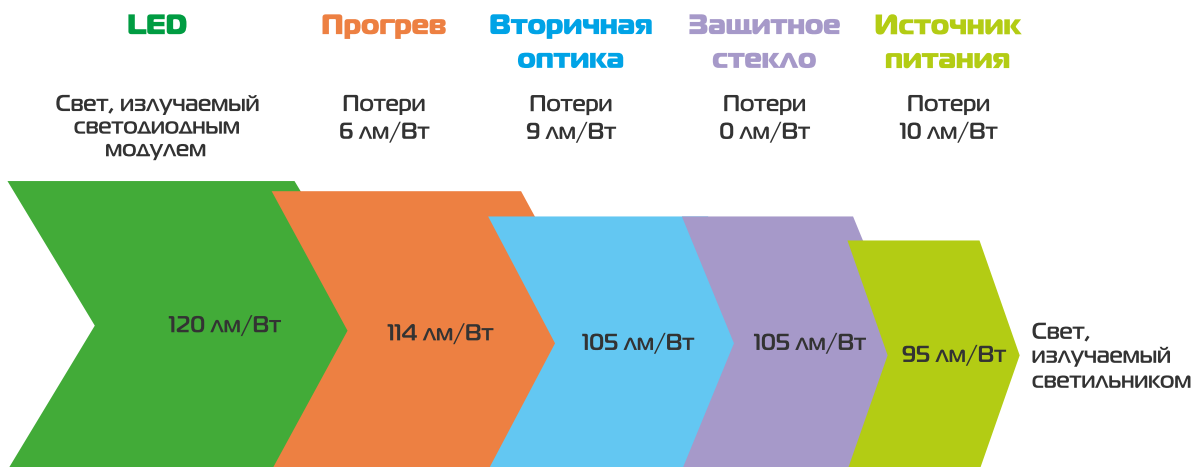 LED
Свет, излучаемый
светодиодным
модулем
Прогрев
Потери
6 лм/Вт
Вторичная
оптика
Потери
9 лм/Вт
Защитное
стекло
Потери
0 лм/Вт
Источник
питания
Потери
10 лм/Вт
120 лм/Вт
114 лм/Вт
105 лм/Вт
105 лм/Вт
95 лм/Вт
Свет,
излучаемый
светильником